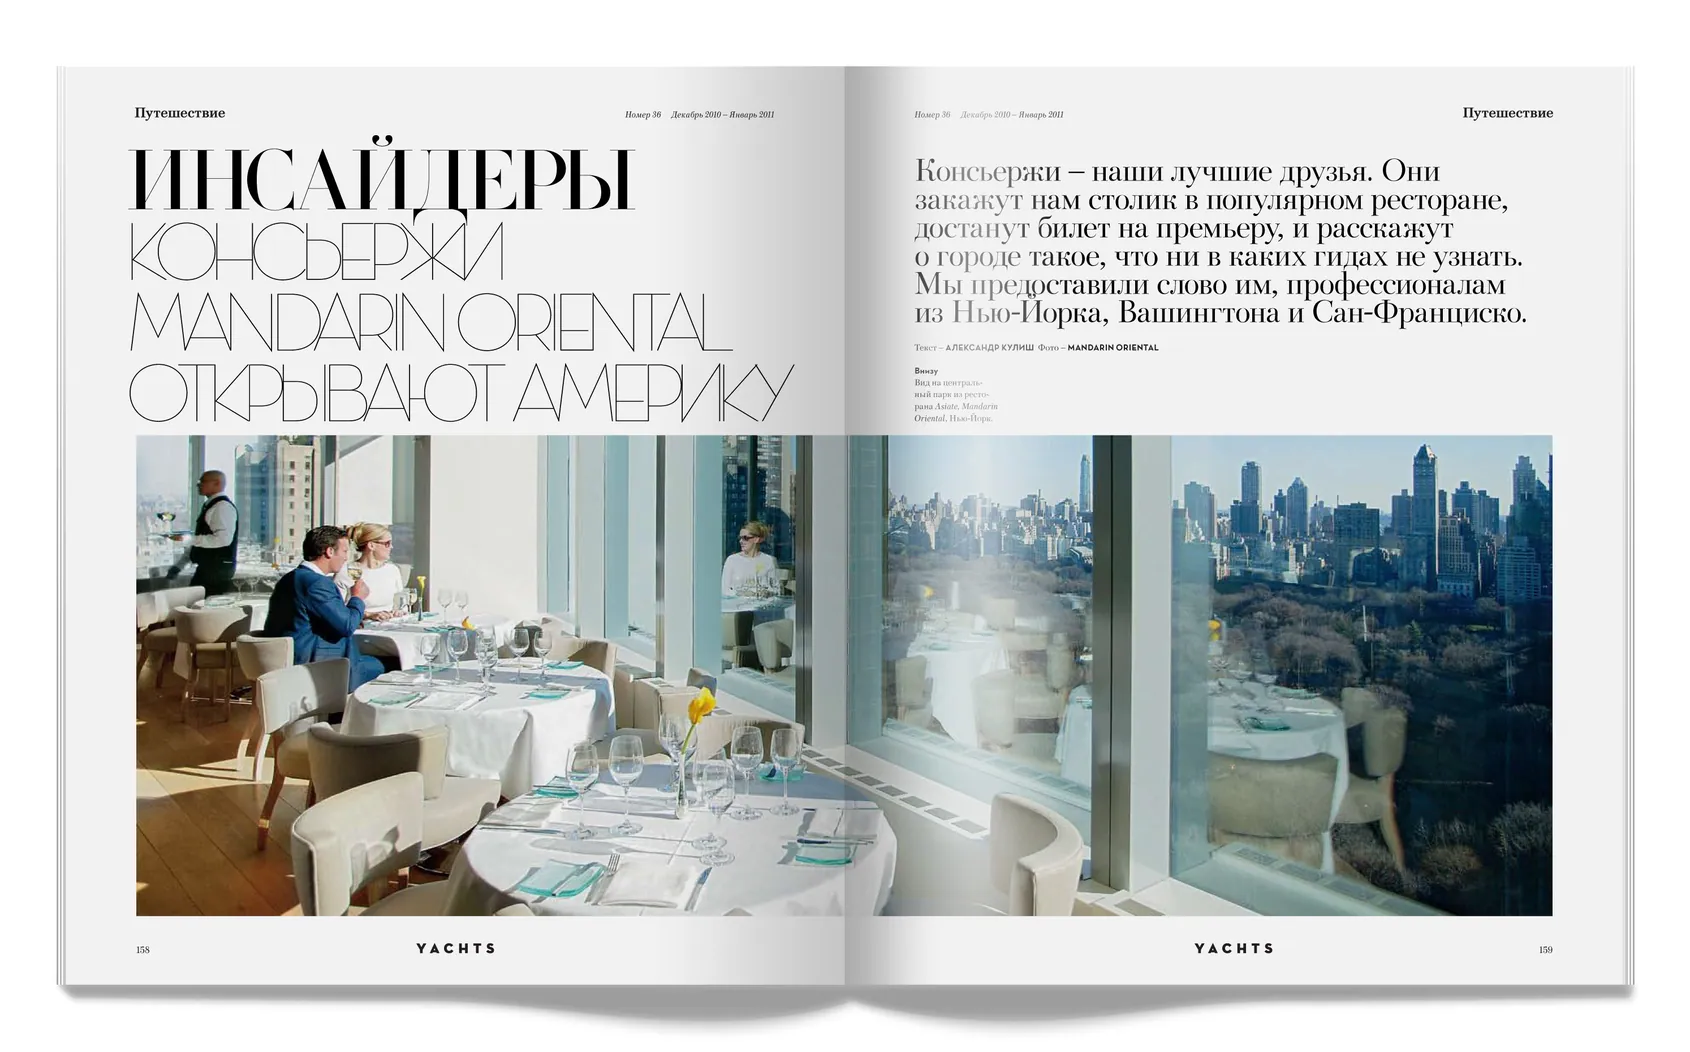 Путешествие
Номер 36 Декабрь 2010 – Январь 2011
ИНСАЙДЕРЫ
КОНСЬЕРЖИ
MANDARIN ORIENTAL
ОТКРЫВАЮТ АМЕРИКУ
158
YACHTS
Номер 36 Декабрь 2010 – Январь 2011
Путешествие
Консьержи – наши лучшие друзья. Они
закажут нам столик в популярном ресторане,
достанут билет на премьеру, и расскажут
о городе такое, что ни в каких гидах не узнать.
Мы предоставили слово им, профессионалам
из Нью-Йорка, Вашингтона и Сан-Франциско.
Текст – АЛЕКСАНДР КУЛИШ Фото – MANDARIN ORIENTAL
Внизу
Вид на централь-
ный парк из ресто-
рана Asiate, Mandarin
Oriental, Нью-Йорк.
YACHTS
159